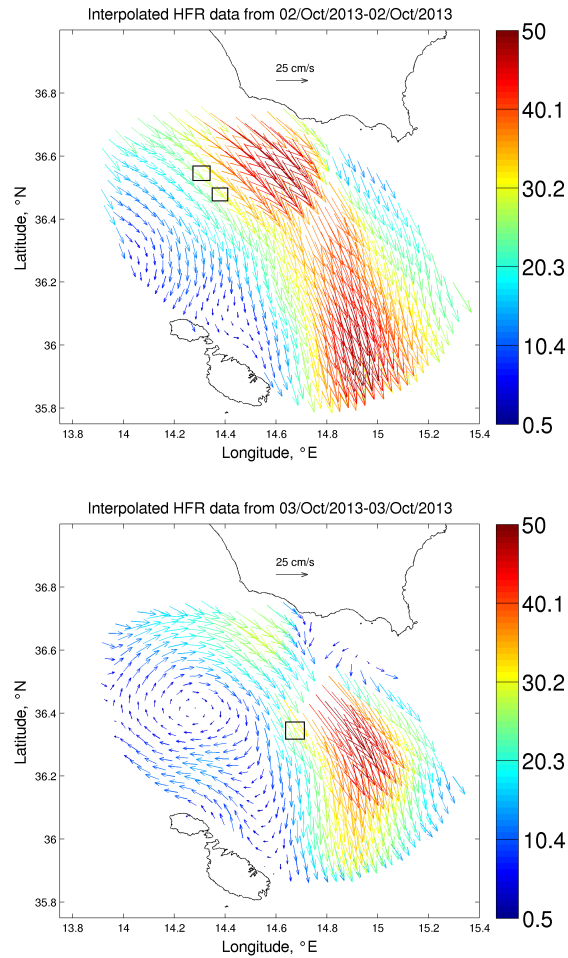 Interpolated HFR data from 02/Oct/2013-02/Oct/2013
25 cm/s
36.8
36.6
36.4
36.2
36
35.8
Latitude, °N
13.8 14 14.2 14.4 14.6 14.8 15 15.2 15.4
Longitude, °E
50
40.1
30.2
20.3
10.4
0.5
Interpolated HFR data from 03/Oct/2013-03/Oct/2013
25 cm/s
36.8
36.6
36.4
36.2
36
35.8
Latitude, °N
13.8 14 14.2 14.4 14.6 14.8 15 15.2 15.4
Longitude, °E
50
40.1
30.2
20.3
10.4
0.5